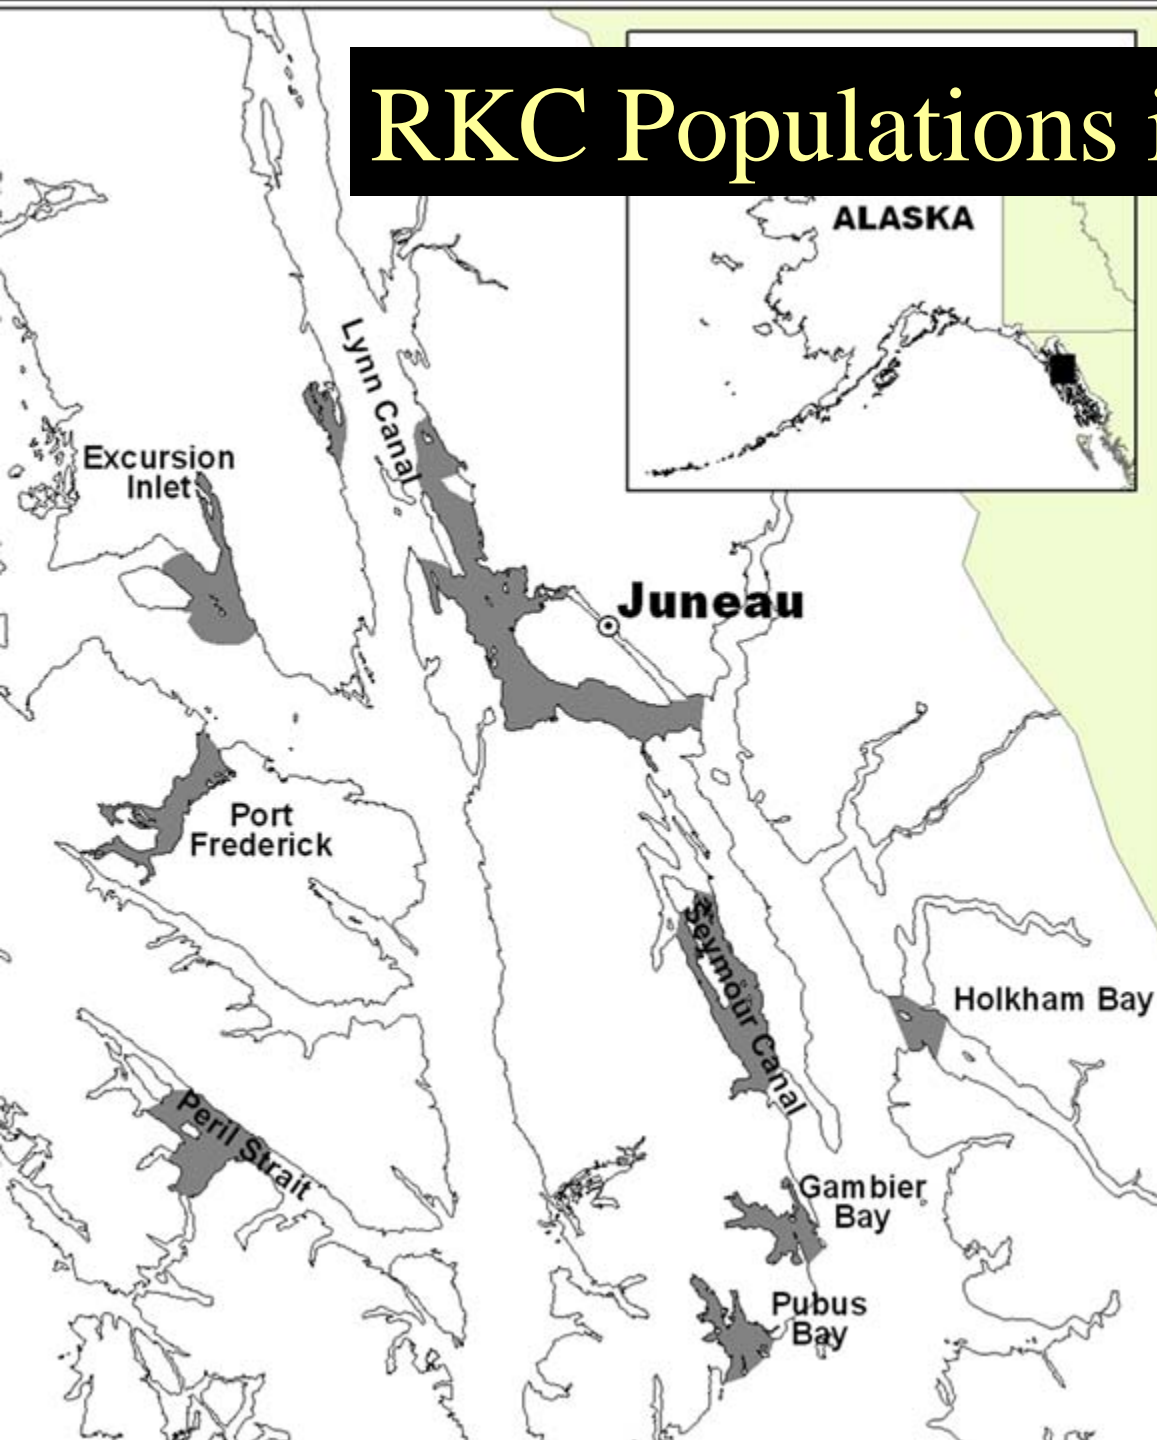 RKC Populations i
ALASKA
Lynn Canal
Excursion
Inlet
Juneau
Port
Frederick
Seymour Canal
Holkham Bay
Peril Strait
Gambier
Bay
Pubus
Bay